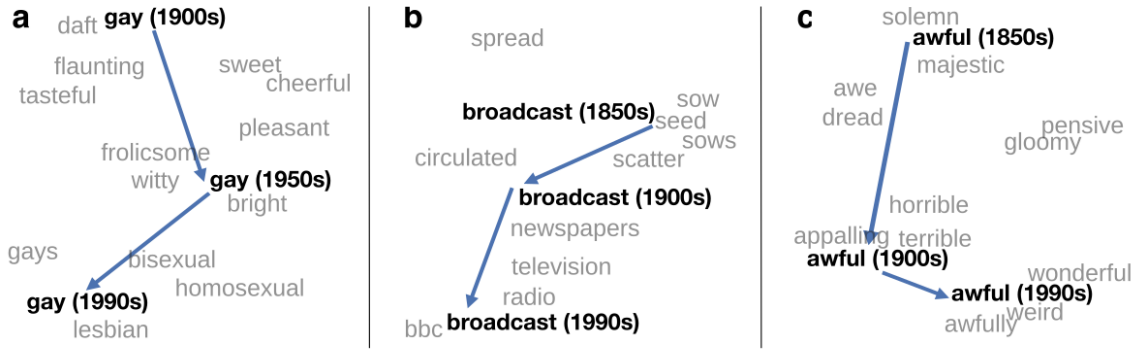 a
daft gay (1900s)
flaunting
sweet
tasteful
cheerful
pleasant
frolicsome
witty
gay (1950s)
bright
gays
bisexual
homosexual
gay (1990s)
lesbian
b
spread
broadcast (1850s)
sow
seed
sows
circulated
scatter
broadcast (1900s)
newspapers
television
radio
bbc broadcast (1990s)
c
solemn
awful (1850s)
majestic
awe
dread
pensive
gloomy
horrible
appalling terrible
awful (1900s)
wonderful
awful (1990s)
weird
awfully